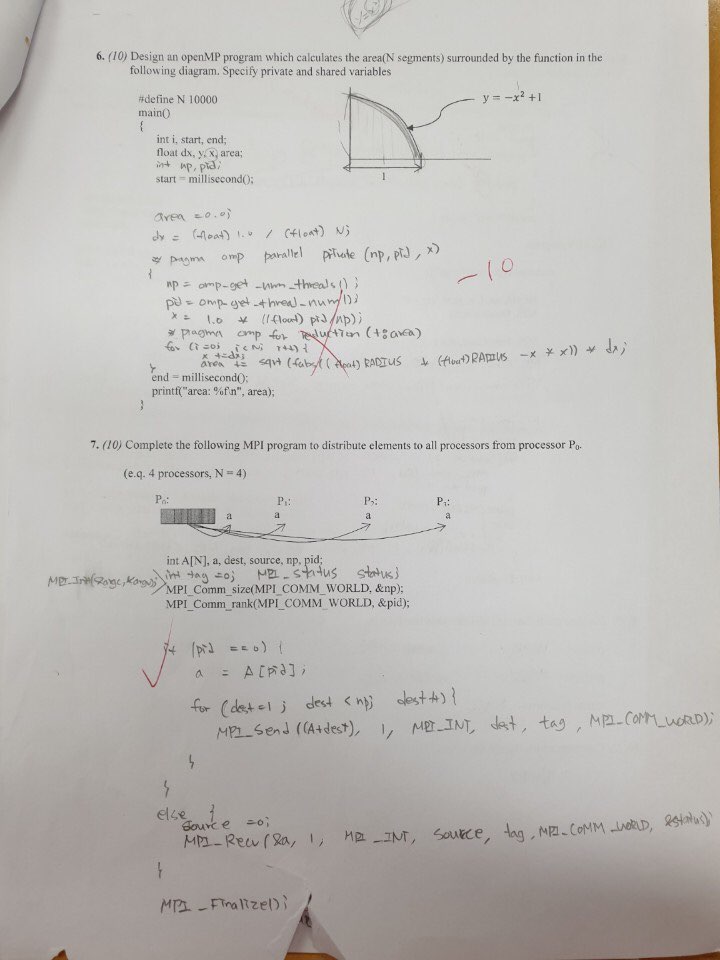 6. (10) Design an openMP program which calculates the area(N segments) surrounded by the function in the
following diagram. Specify private and shared variables
#define N 10000
y = -x² +1
main()
{
int i, start, end;
float dx, y, x, area;
int np, pid;
start = millisecond();
1
area = 0.0;
dx = (float) 1.0 / (float) N;
# pragma omp parallel private (np, pid, x)
-10
{
np = omp_get_num_threads();
pid = omp_get_thread_num();
x = 1.0 * ((float) pid/np);
# pragma omp for reduction (+:area)
for (i=0; i<N; i++) {
x += dx;
area += sqrt (fabs((float) RADIUS * (float) RADIUS - x * x)) * dx;
}
end = millisecond();
printf("area: %f\n", area);
}
7. (10) Complete the following MPI program to distribute elements to all processors from processor P₀.
(e.q. 4 processors, N = 4)
P₀: P₁: P₂: P₃:
a a a a
int A[N], a, dest, source, np, pid;
int tag =0; MPI_Status status;
MPI_Init(&argc, &argv);
MPI_Comm_size(MPI_COMM_WORLD, &np);
MPI_Comm_rank(MPI_COMM_WORLD, &pid);
if (pid == 0) {
a = A[pid];
for (dest=1; dest < np; dest++) {
MPI_Send ((A+dest), 1, MPI_INT, dest, tag, MPI_COMM_WORLD);
}
}
else {
source =0;
MPI_Recv (&a, 1, MPI_INT, source, tag, MPI_COMM_WORLD, &status);
}
MPI_Finalize();